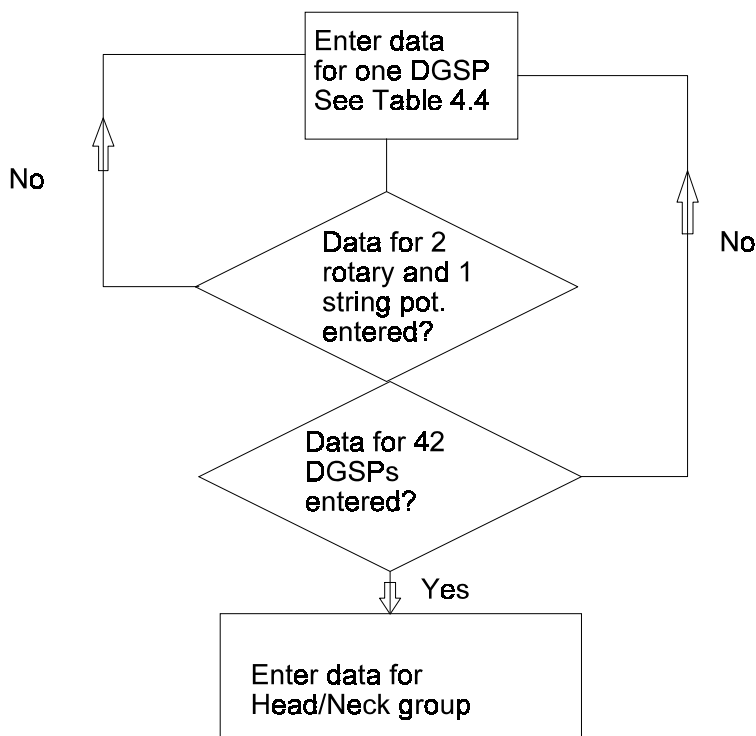 Enter data
for one DGSP
See Table 4.4
No
No
Data for 2
rotary and 1
string pot.
entered?
Data for 42
DGSPs
entered?
Yes
Enter data for
Head/Neck group